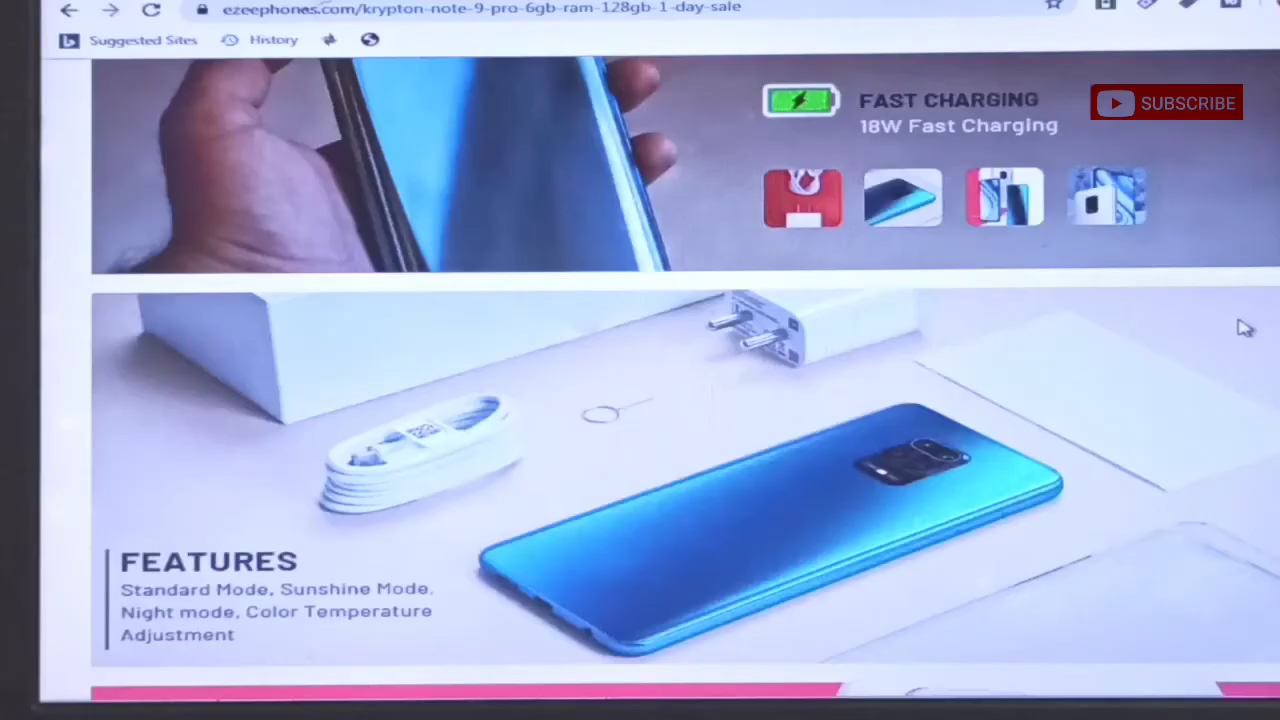 ezeephones.com/krypton-note-9-pro-6gb-ram-128gb-1-day-sale
Suggested Sites
History
FAST CHARGING
18W Fast Charging
SUBSCRIBE
FEATURES
Standard Mode, Sunshine Mode,
Night mode, Color Temperature
Adjustment